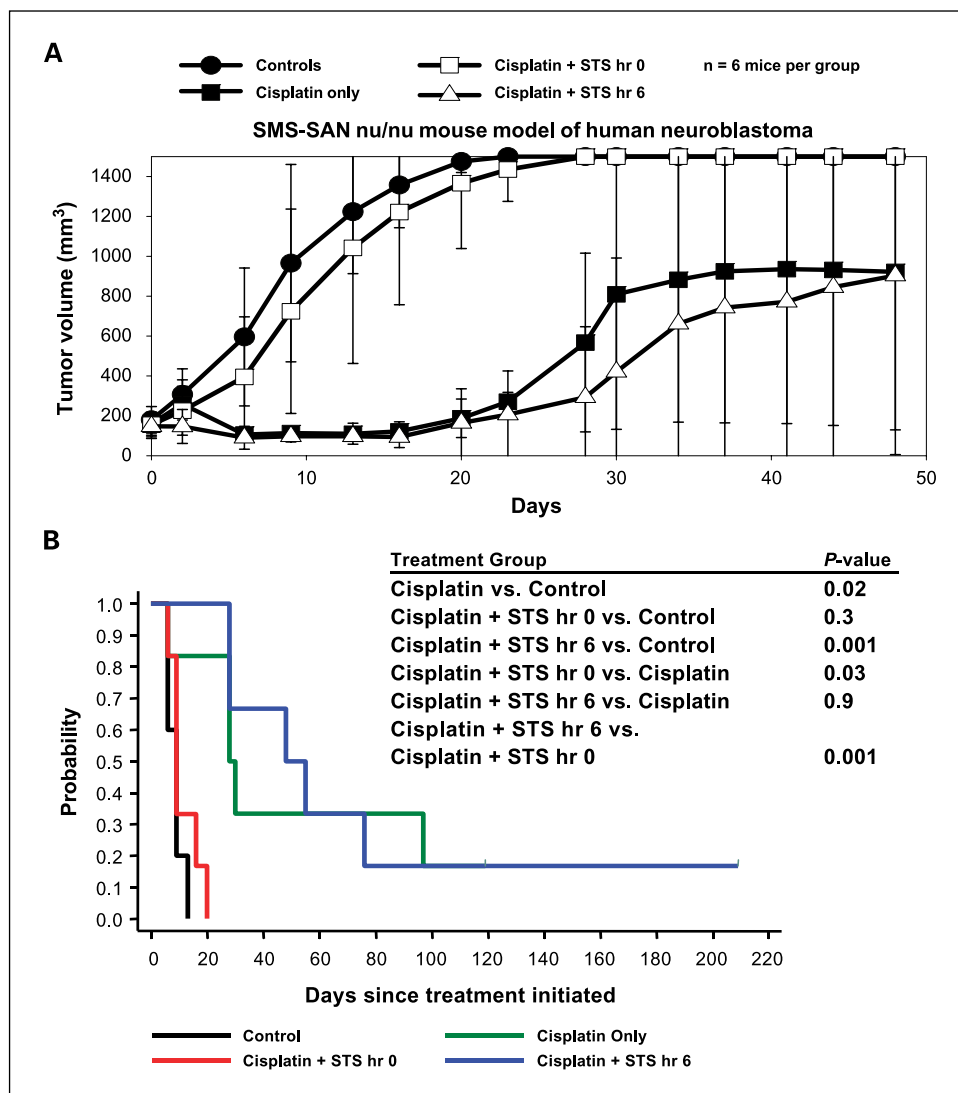 A
Controls
Cisplatin + STS hr 0
n = 6 mice per group
Cisplatin only
Cisplatin + STS hr 6
SMS-SAN nu/nu mouse model of human neuroblastoma
Tumor volume (mm³)
1400
1200
1000
800
600
400
200
0
0 10 20 30 40 50
Days
B
Treatment Group P-value
Cisplatin vs. Control 0.02
Cisplatin + STS hr 0 vs. Control 0.3
Cisplatin + STS hr 6 vs. Control 0.001
Cisplatin + STS hr 0 vs. Cisplatin 0.03
Cisplatin + STS hr 6 vs. Cisplatin 0.9
Cisplatin + STS hr 6 vs.
Cisplatin + STS hr 0 0.001
Probability
1.0
0.9
0.8
0.7
0.6
0.5
0.4
0.3
0.2
0.1
0.0
0 20 40 60 80 100 120 140 160 180 200 220
Days since treatment initiated
Control
Cisplatin Only
Cisplatin + STS hr 0
Cisplatin + STS hr 6